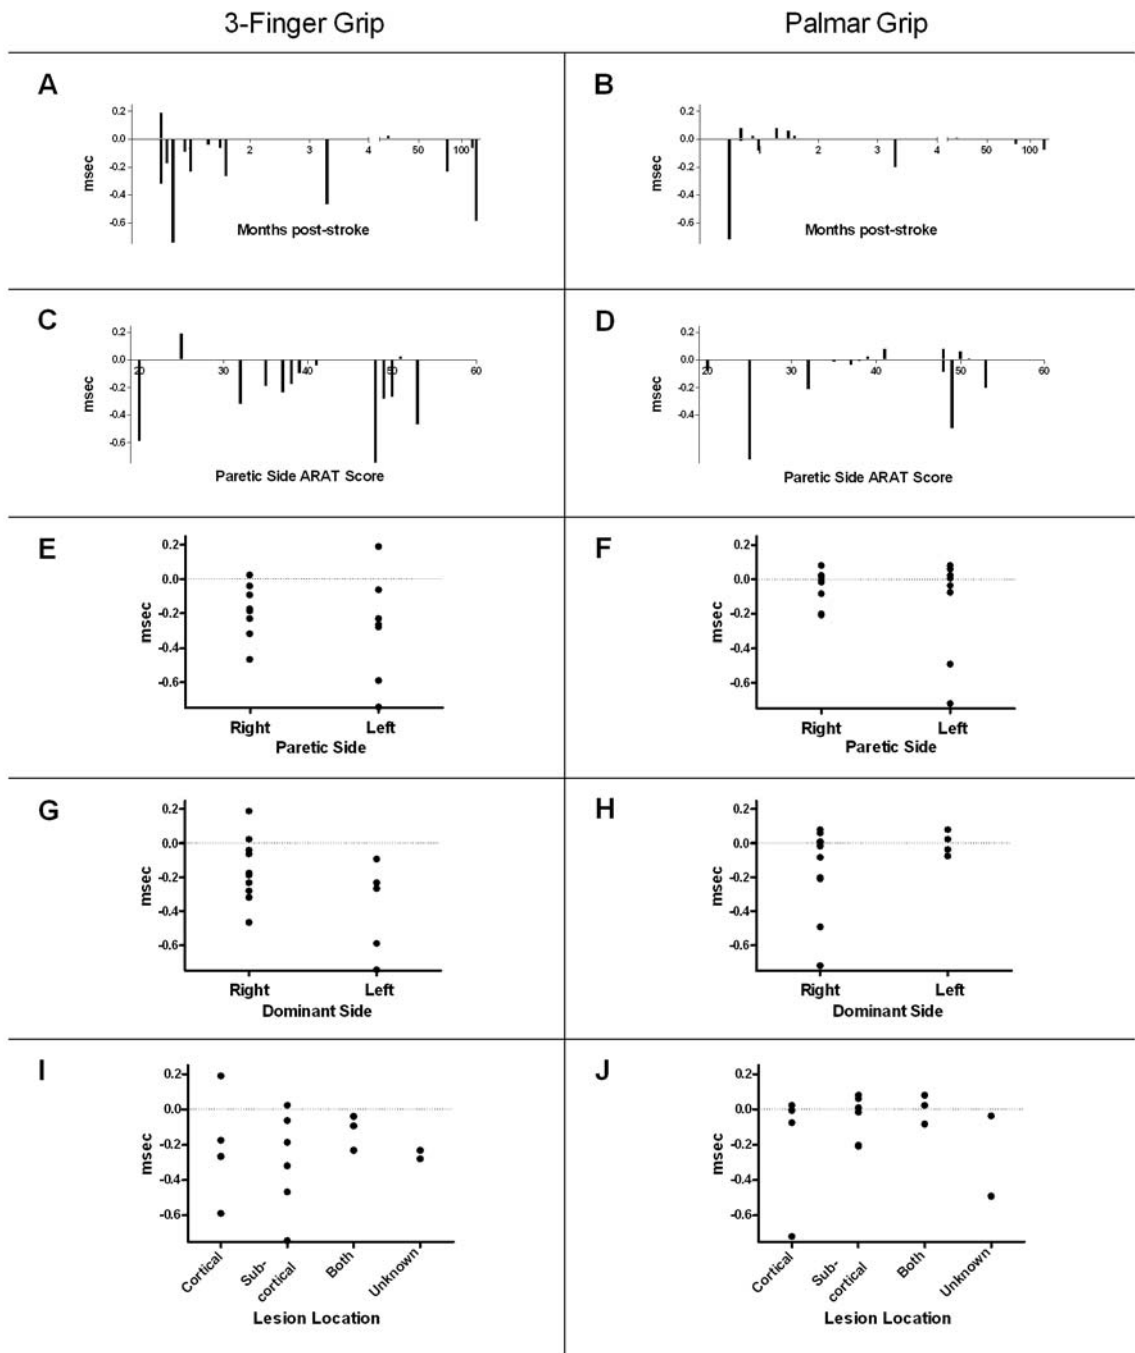 3-Finger Grip
Palmar Grip
A
0.2
0.0
-0.2
-0.4
-0.6
msec
2
3
4
50
100
Months post-stroke
B
0.2
0.0
-0.2
-0.4
-0.6
msec
1
2
3
4
50
100
Months post-stroke
C
0.2
0.0
-0.2
-0.4
-0.6
msec
20
30
40
60
Paretic Side ARAT Score
D
0.2
0.0
-0.2
-0.4
msec
20
30
40
50
60
Paretic Side ARAT Score
E
0.2
0.0
-0.2
-0.4
-0.6
msec
Right
Left
Paretic Side
F
0.2
0.0
-0.2
-0.4
-0.6
msec
Right
Left
Paretic Side
G
0.2
0.0
-0.2
-0.4
-0.6
msec
Right
Left
Dominant Side
H
0.2
0.0
-0.2
-0.4
-0.6
msec
Right
Left
Dominant Side
I
0.2
0.0
-0.2
-0.4
-0.6
msec
Cortical
Sub-
cortical
Both
Unknown
Lesion Location
J
0.2
0.0
-0.2
-0.4
-0.6
msec
Cortical
Sub-
cortical
Both
Unknown
Lesion Location